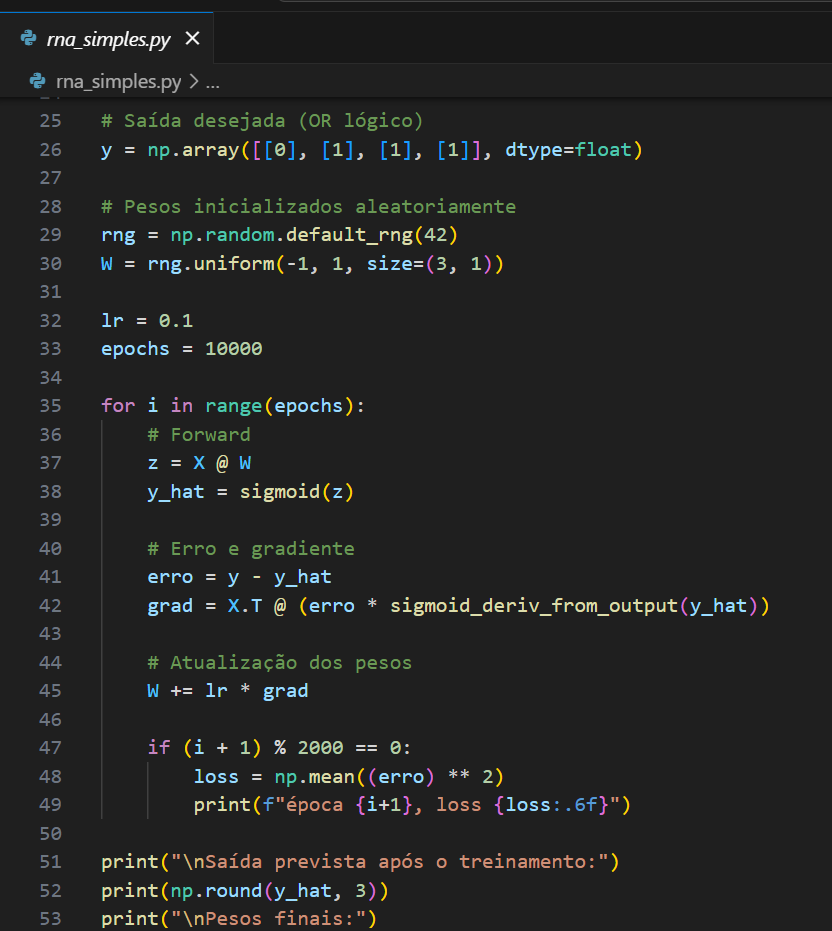 rna_simples.py
rna_simples.py > ...
25 # Saída desejada (OR lógico)
26 y = np.array([[0], [1], [1], [1]], dtype=float)
27
28 # Pesos inicializados aleatoriamente
29 rng = np.random.default_rng(42)
30 W = rng.uniform(-1, 1, size=(3, 1))
31
32 lr = 0.1
33 epochs = 10000
34
35 for i in range(epochs):
36     # Forward
37     z = X @ W
38     y_hat = sigmoid(z)
39
40     # Erro e gradiente
41     erro = y - y_hat
42     grad = X.T @ (erro * sigmoid_deriv_from_output(y_hat))
43
44     # Atualização dos pesos
45     W += lr * grad
46
47     if (i + 1) % 2000 == 0:
48         loss = np.mean((erro) ** 2)
49         print(f"época {i+1}, loss {loss:.6f}")
50
51 print("\nSaída prevista após o treinamento:")
52 print(np.round(y_hat, 3))
53 print("\nPesos finais:")